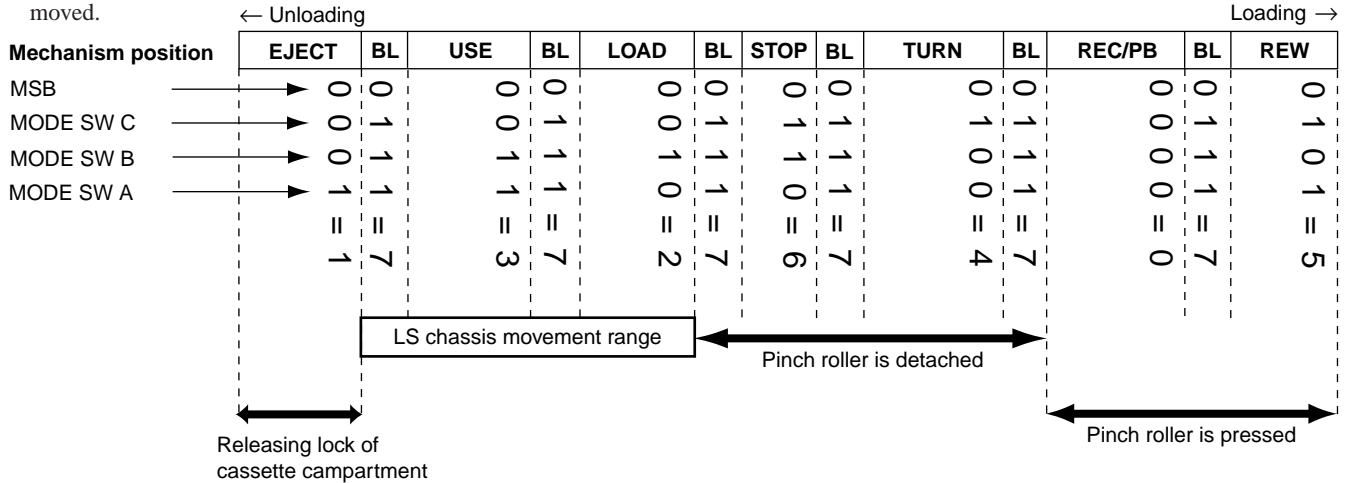 moved.
← Unloading Loading →
Mechanism position EJECT BL USE BL LOAD BL STOP BL TURN BL REC/PB BL REW
MSB 0 0 0 0 0 0 0 0 0 0 0 0 0
MODE SW C 0 1 0 1 0 1 1 1 1 1 0 1 1
MODE SW B 0 1 1 1 1 1 1 1 0 1 0 1 0
MODE SW A 1 1 1 1 0 1 0 1 0 1 0 1 1
= = = = = = = = = = = = =
1 7 3 7 2 7 6 7 4 7 0 7 5
LS chassis movement range
Pinch roller is detached
Releasing lock of
cassette campartment
Pinch roller is pressed